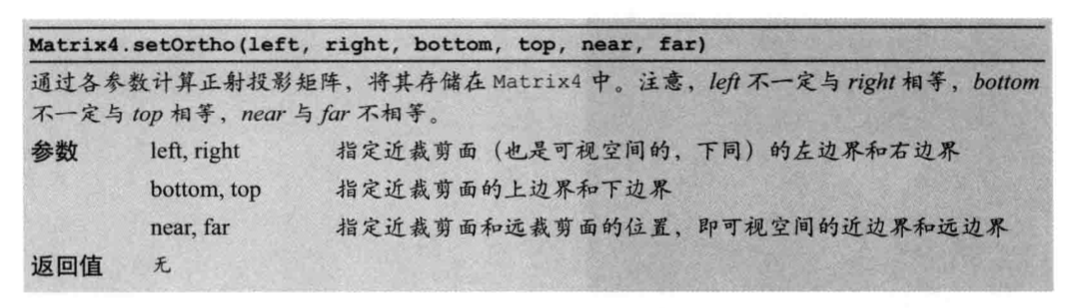 Matrix4.setOrtho(left, right, bottom, top, near, far)
通过各参数计算正射投影矩阵，将其存储在 Matrix4 中。注意，left 不一定与 right 相等，bottom
不一定与 top 相等，near 与 far 不相等。
参数 left, right 指定近裁剪面（也是可视空间的，下同）的左边界和右边界
bottom, top 指定近裁剪面的上边界和下边界
near, far 指定近裁剪面和远裁剪面的位置，即可视空间的近边界和远边界
返回值 无